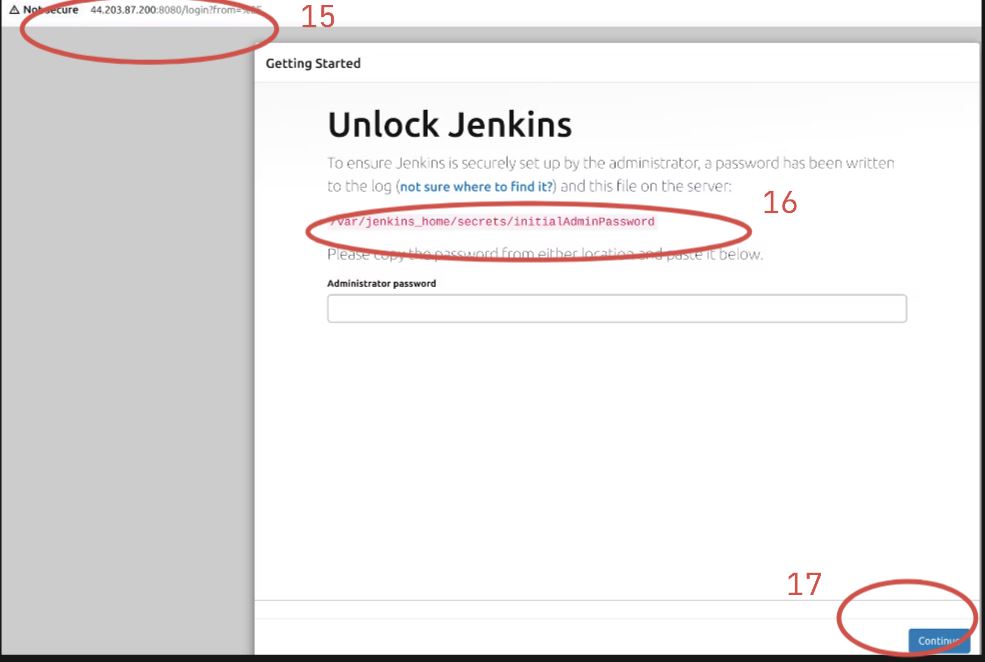 Not secure 44.203.87.200:8080/login?from=%2F
15
Getting Started
Unlock Jenkins
To ensure Jenkins is securely set up by the administrator, a password has been written
to the log (not sure where to find it?) and this file on the server:
16
/var/jenkins_home/secrets/initialAdminPassword
Please copy the password from either location and paste it below.
Administrator password
17
Continue